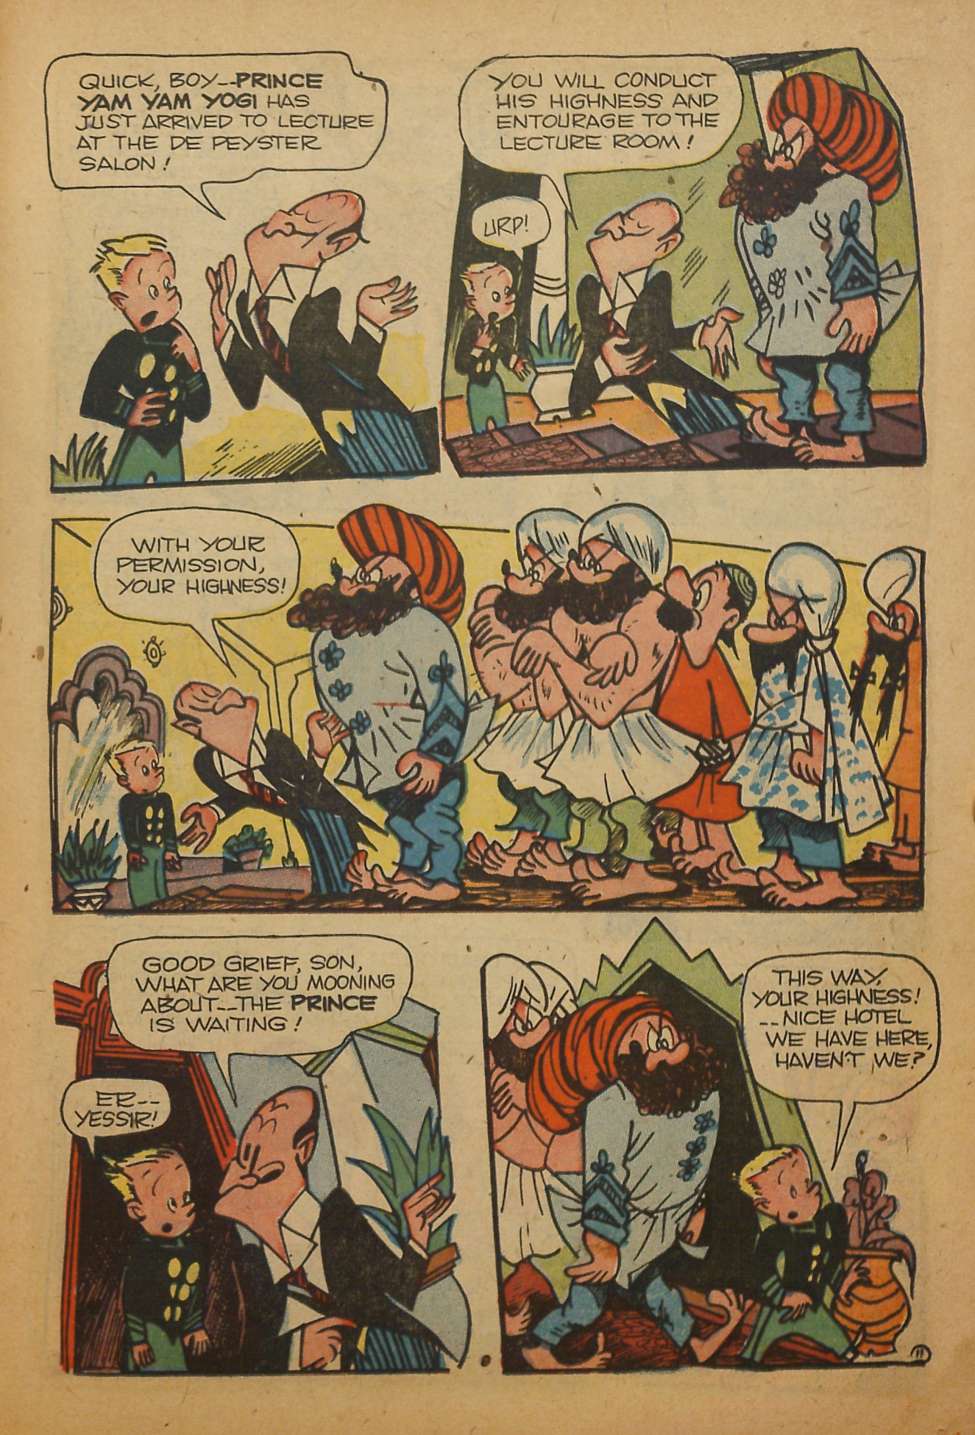 QUICK, BOY--PRINCE
YAM YAM YOGI HAS
JUST ARRIVED TO LECTURE
AT THE DE PEYSTER
SALON!
YOU WILL CONDUCT
HIS HIGHNESS AND
ENTOURAGE TO THE
LECTURE ROOM!
URP!
WITH YOUR
PERMISSION,
YOUR HIGHNESS!
GOOD GRIEF, SON,
WHAT ARE YOU MOONING
ABOUT--THE PRINCE
IS WAITING!
ER--
YESSIR!
THIS WAY,
YOUR HIGHNESS!
--NICE HOTEL
WE HAVE HERE,
HAVEN'T WE?
11